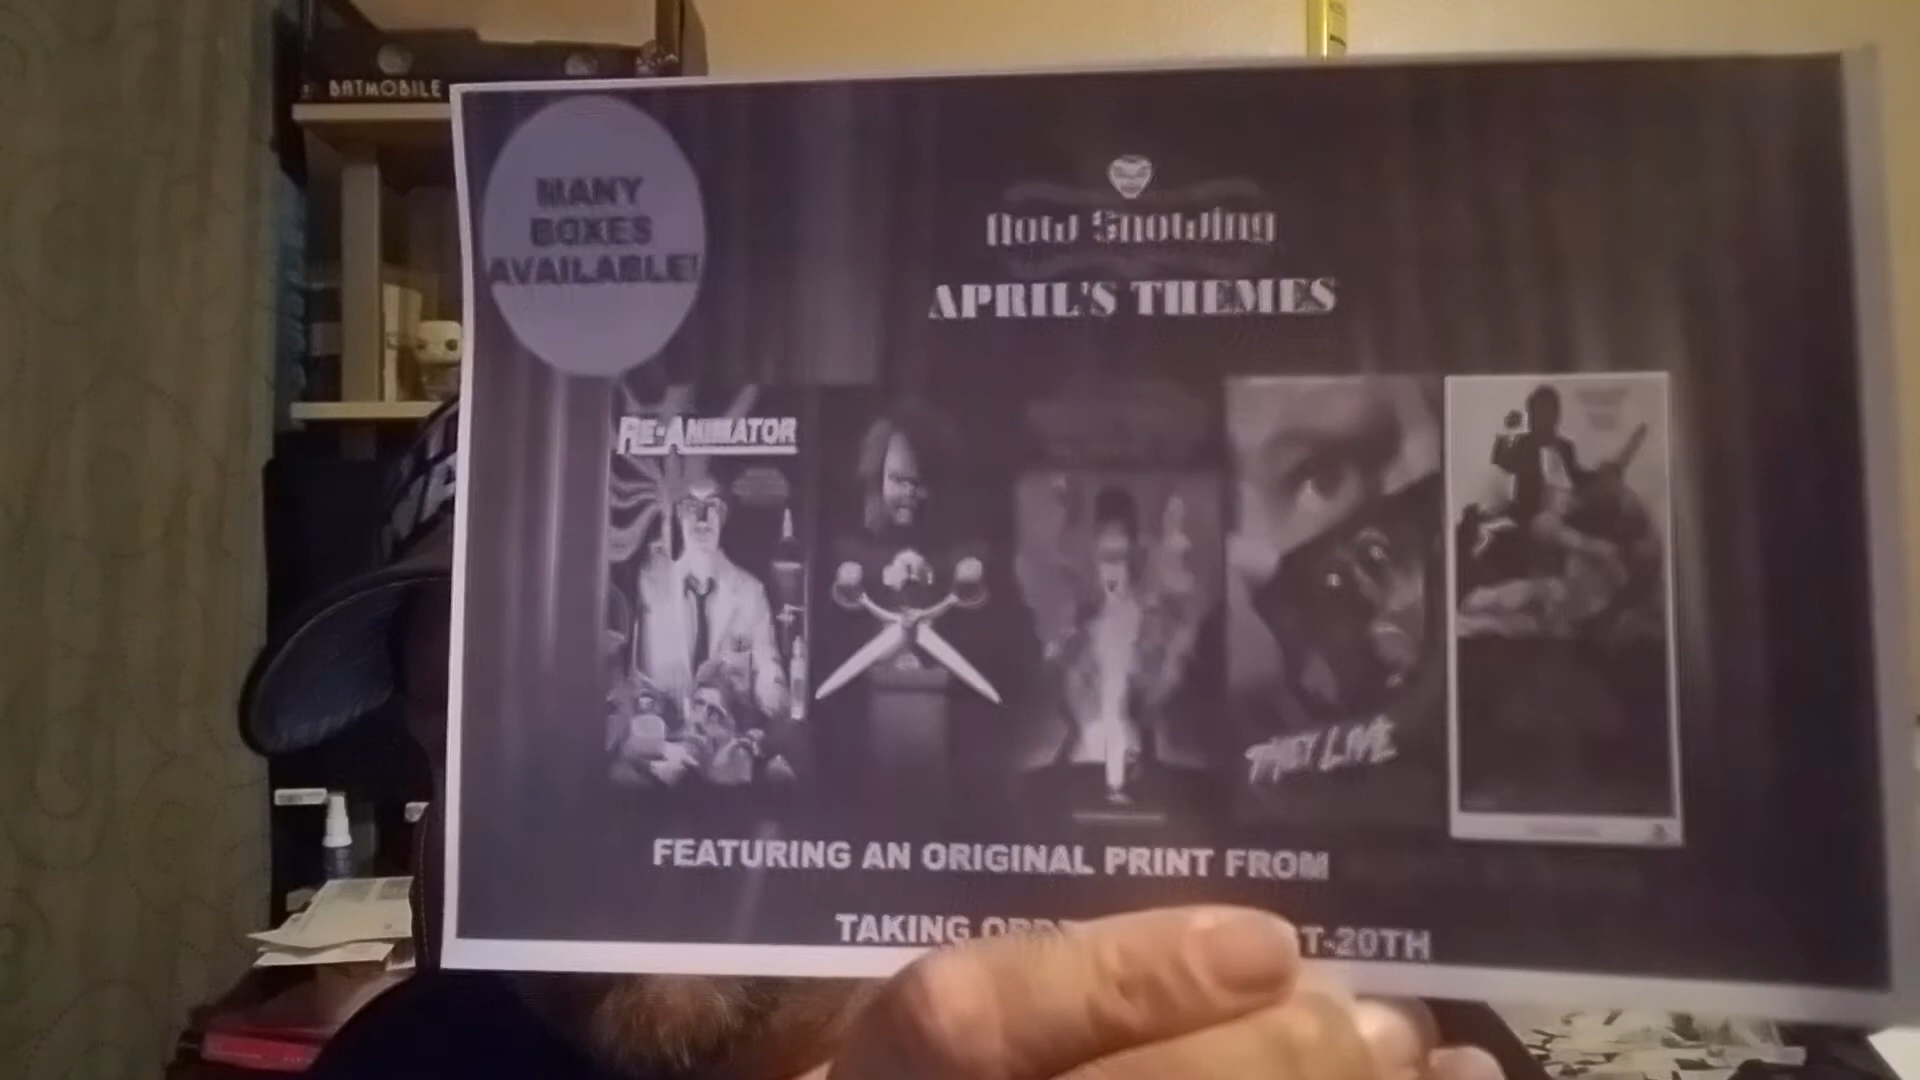 BATMOBILE
MANY
BOXES
AVAILABLE!
Now Showing
APRIL'S THEMES
RE-ANIMATOR
THEY LIVE
FEATURING AN ORIGINAL PRINT FROM
TAKING T-20TH